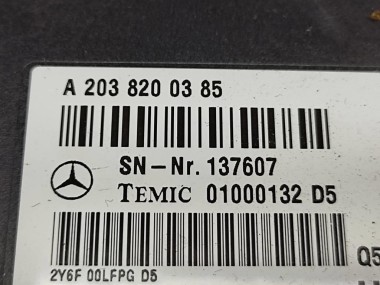 A 203 820 03 85
SN-Nr. 137607
TEMIC 01000132 D5
Q5
2Y6F 00LFPG D5